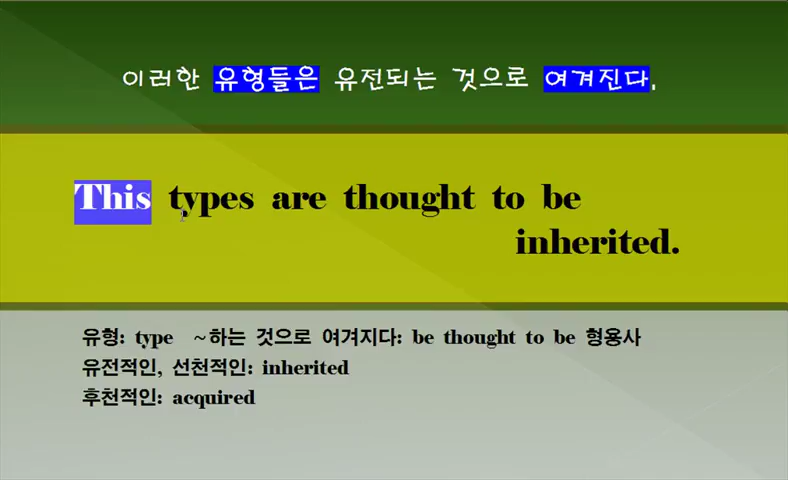 이러한 유형들은 유전되는 것으로 여겨진다.
This types are thought to be
inherited.
유형: type ~하는 것으로 여겨지다: be thought to be 형용사
유전적인, 선천적인: inherited
후천적인: acquired